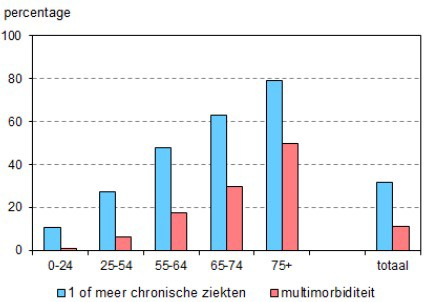 percentage
100
80
60
40
20
0
0-24 25-54 55-64 65-74 75+ totaal
1 of meer chronische ziekten multimorbiditeit